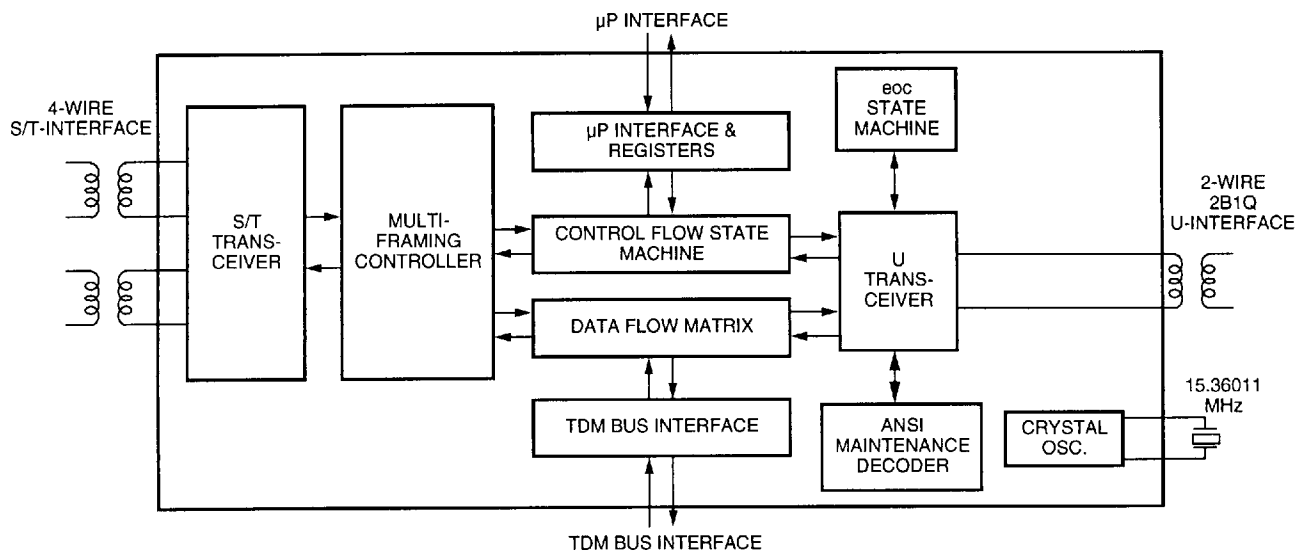 µP INTERFACE
4-WIRE
S/T-INTERFACE
S/T
TRANS-
CEIVER
MULTI-
FRAMING
CONTROLLER
µP INTERFACE &
REGISTERS
CONTROL FLOW STATE
MACHINE
DATA FLOW MATRIX
TDM BUS INTERFACE
eoc
STATE
MACHINE
U
TRANS-
CEIVER
ANSI
MAINTENANCE
DECODER
2-WIRE
2B1Q
U-INTERFACE
CRYSTAL
OSC.
15.36011
MHz
TDM BUS INTERFACE